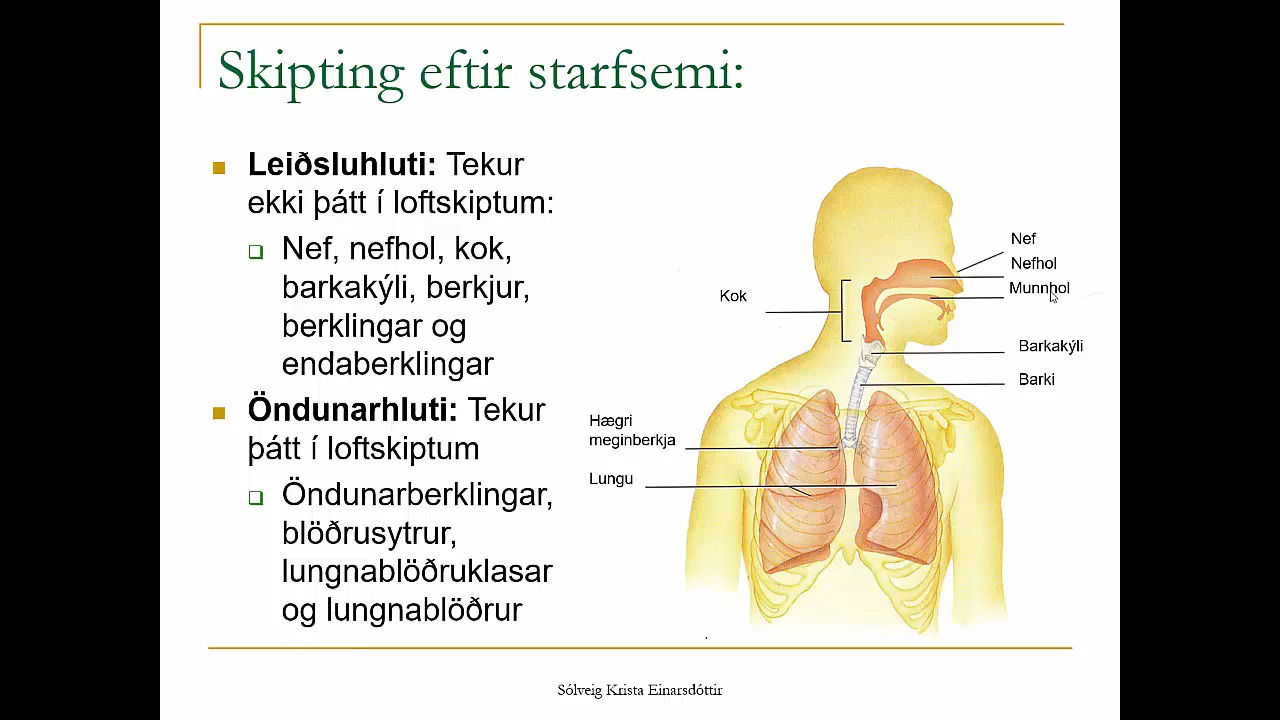 Skipting eftir starfsemi:
Leiðsluhluti: Tekur
ekki þátt í loftskiptum:
Nef, nefhol, kok,
barkakýli, berkjur,
berklingar og
endaberklingar
Öndunarhluti: Tekur
þátt í loftskiptum
Öndunarberklingar,
blöðrusytrur,
lungnablöðruklasar
og lungnablöðrur
Nef
Nefhol
Munnhol
Kok
Barkakýli
Barki
Hægri
meginberkja
Lungu
Sólveig Krista Einarsdóttir